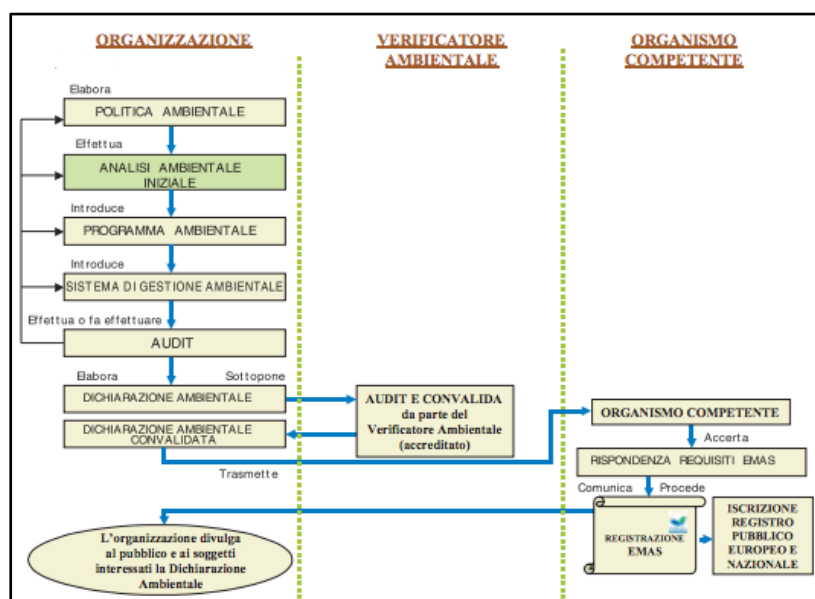 ORGANIZZAZIONE
VERIFICATORE
AMBIENTALE
ORGANISMO
COMPETENTE
Elabora
POLITICA AMBIENTALE
Effettua
ANALISI AMBIENTALE
INIZIALE
Introduce
PROGRAMMA AMBIENTALE
Introduce
SISTEMA DI GESTIONE AMBIENTALE
Effettua o fa effettuare
AUDIT
Elabora
Sottopone
DICHIARAZIONE AMBIENTALE
DICHIARAZIONE AMBIENTALE
CONVALIDATA
Trasmette
AUDIT E CONVALIDA
da parte del
Verificatore Ambientale
(accreditato)
ORGANISMO COMPETENTE
Accerta
RISPONDENZA REQUISITI EMAS
Comunica
Procede
REGISTRAZIONE
EMAS
ISCRIZIONE
REGISTRO
PUBBLICO
EUROPEO E
NAZIONALE
L'organizzazione divulga
al pubblico e ai soggetti
interessati la Dichiarazione
Ambientale